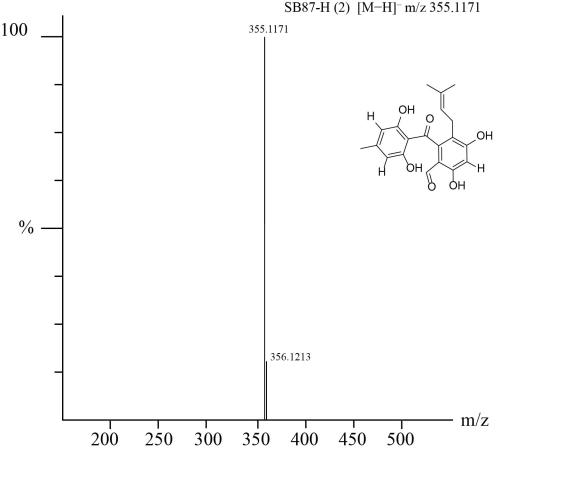 SB87-H (2) [M−H]⁻ m/z 355.1171
100
355.1171
H
OH
O
OH
H
OH
H
O
OH
%
356.1213
m/z
200 250 300 350 400 450 500